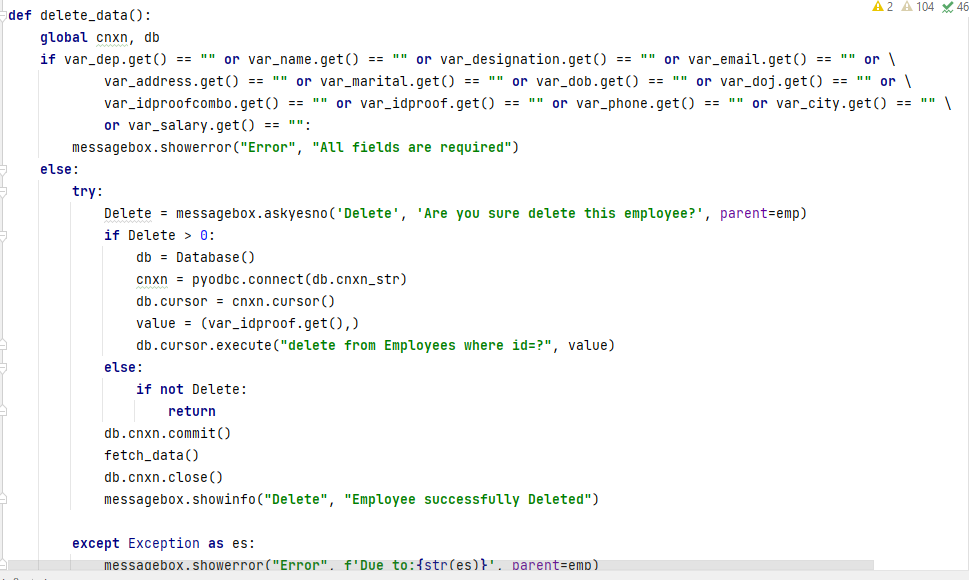 def delete_data():
    global cnxn, db
    if var_dep.get() == "" or var_name.get() == "" or var_designation.get() == "" or var_email.get() == "" or \
            var_address.get() == "" or var_marital.get() == "" or var_dob.get() == "" or var_doj.get() == "" or \
            var_idproofcombo.get() == "" or var_idproof.get() == "" or var_phone.get() == "" or var_city.get() == "" \
            or var_salary.get() == "":
        messagebox.showerror("Error", "All fields are required")
    else:
        try:
            Delete = messagebox.askyesno('Delete', 'Are you sure delete this employee?', parent=emp)
            if Delete > 0:
                db = Database()
                cnxn = pyodbc.connect(db.cnxn_str)
                db.cursor = cnxn.cursor()
                value = (var_idproof.get(),)
                db.cursor.execute("delete from Employees where id=?", value)
            else:
                if not Delete:
                    return
            db.cnxn.commit()
            fetch_data()
            db.cnxn.close()
            messagebox.showinfo("Delete", "Employee successfully Deleted")

        except Exception as es:
            messagebox.showerror("Error", f'Due to:{str(es)}', parent=emp)
2 104 46